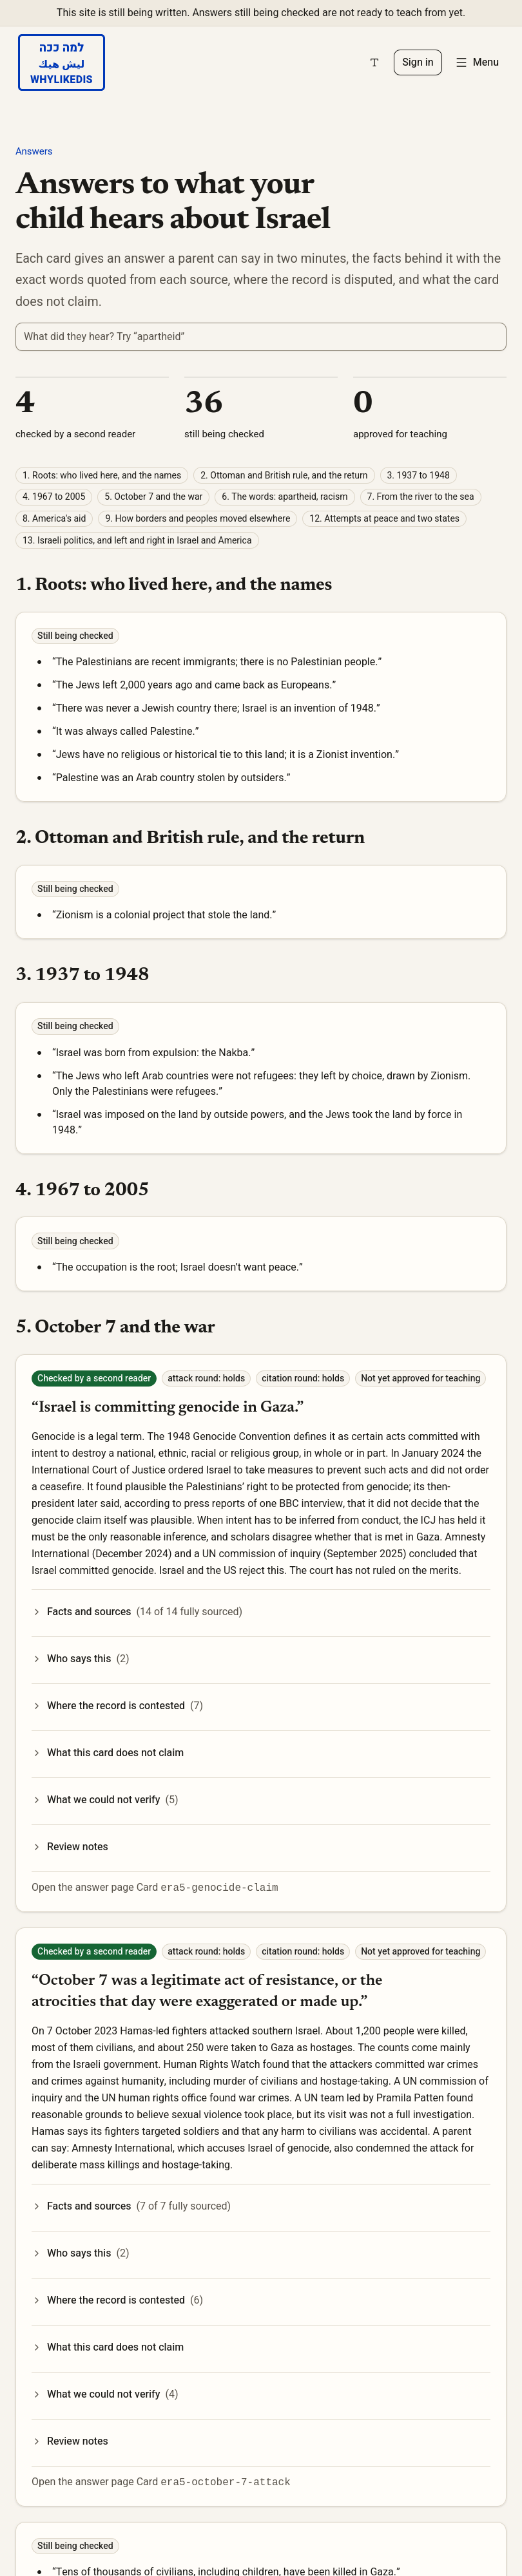 This site is still being written. Answers still being checked are not ready to teach from yet.
למה ככה
ليش هيك
WHYLIKEDIS
T
Sign in
Menu
Answers
Answers to what your
child hears about Israel
Each card gives an answer a parent can say in two minutes, the facts behind it with the
exact words quoted from each source, where the record is disputed, and what the card
does not claim.
What did they hear? Try “apartheid”
4
checked by a second reader
36
still being checked
0
approved for teaching
1. Roots: who lived here, and the names
2. Ottoman and British rule, and the return
3. 1937 to 1948
4. 1967 to 2005
5. October 7 and the war
6. The words: apartheid, racism
7. From the river to the sea
8. America's aid
9. How borders and peoples moved elsewhere
12. Attempts at peace and two states
13. Israeli politics, and left and right in Israel and America
1. Roots: who lived here, and the names
Still being checked
“The Palestinians are recent immigrants; there is no Palestinian people.”
“The Jews left 2,000 years ago and came back as Europeans.”
“There was never a Jewish country there; Israel is an invention of 1948.”
“It was always called Palestine.”
“Jews have no religious or historical tie to this land; it is a Zionist invention.”
“Palestine was an Arab country stolen by outsiders.”
2. Ottoman and British rule, and the return
Still being checked
“Zionism is a colonial project that stole the land.”
3. 1937 to 1948
Still being checked
“Israel was born from expulsion: the Nakba.”
“The Jews who left Arab countries were not refugees: they left by choice, drawn by Zionism.
Only the Palestinians were refugees.”
“Israel was imposed on the land by outside powers, and the Jews took the land by force in
1948.”
4. 1967 to 2005
Still being checked
“The occupation is the root; Israel doesn’t want peace.”
5. October 7 and the war
Checked by a second reader
attack round: holds
citation round: holds
Not yet approved for teaching
“Israel is committing genocide in Gaza.”
Genocide is a legal term. The 1948 Genocide Convention defines it as certain acts committed with
intent to destroy a national, ethnic, racial or religious group, in whole or in part. In January 2024 the
International Court of Justice ordered Israel to take measures to prevent such acts and did not order
a ceasefire. It found plausible the Palestinians’ right to be protected from genocide; its then-
president later said, according to press reports of one BBC interview, that it did not decide that the
genocide claim itself was plausible. When intent has to be inferred from conduct, the ICJ has held it
must be the only reasonable inference, and scholars disagree whether that is met in Gaza. Amnesty
International (December 2024) and a UN commission of inquiry (September 2025) concluded that
Israel committed genocide. Israel and the US reject this. The court has not ruled on the merits.
Facts and sources (14 of 14 fully sourced)
Who says this (2)
Where the record is contested (7)
What this card does not claim
What we could not verify (5)
Review notes
Open the answer page Card era5-genocide-claim
Checked by a second reader
attack round: holds
citation round: holds
Not yet approved for teaching
“October 7 was a legitimate act of resistance, or the
atrocities that day were exaggerated or made up.”
On 7 October 2023 Hamas-led fighters attacked southern Israel. About 1,200 people were killed,
most of them civilians, and about 250 were taken to Gaza as hostages. The counts come mainly
from the Israeli government. Human Rights Watch found that the attackers committed war crimes
and crimes against humanity, including murder of civilians and hostage-taking. A UN commission of
inquiry and the UN human rights office found war crimes. A UN team led by Pramila Patten found
reasonable grounds to believe sexual violence took place, but its visit was not a full investigation.
Hamas says its fighters targeted soldiers and that any harm to civilians was accidental. A parent
can say: Amnesty International, which accuses Israel of genocide, also condemned the attack for
deliberate mass killings and hostage-taking.
Facts and sources (7 of 7 fully sourced)
Who says this (2)
Where the record is contested (6)
What this card does not claim
What we could not verify (4)
Review notes
Open the answer page Card era5-october-7-attack
Still being checked
“Tens of thousands of civilians, including children, have been killed in Gaza.”